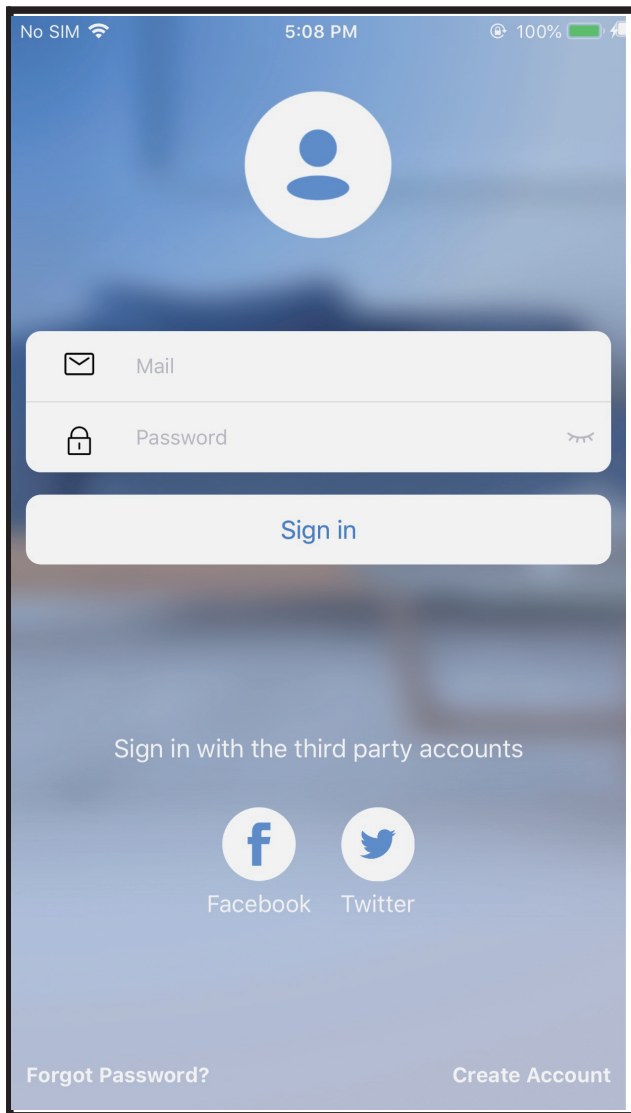 No SIM 5:08 PM 100%
Mail
Password
Sign in
Sign in with the third party accounts
Facebook Twitter
Forgot Password? Create Account